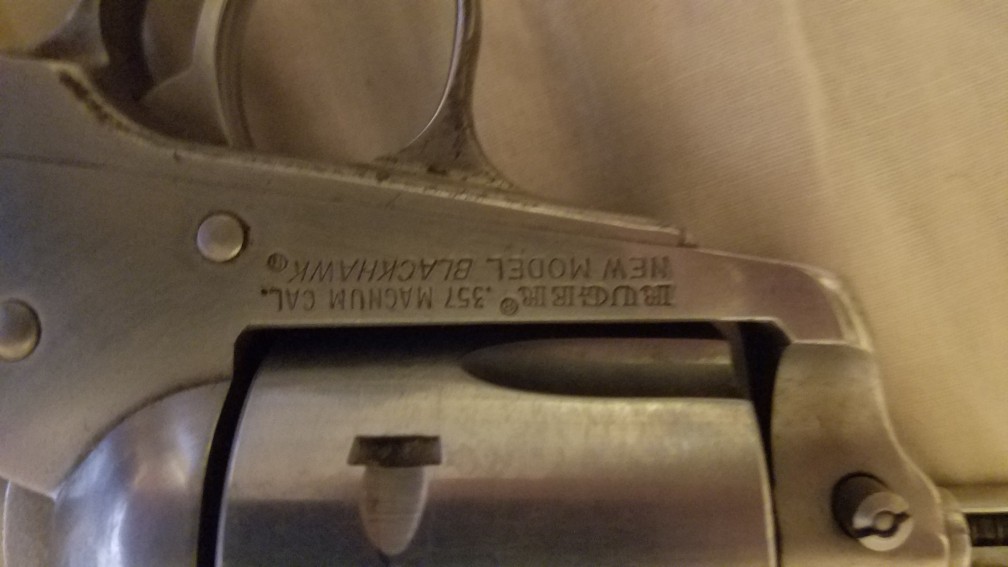 RUGER® .357 MAGNUM CAL.
NEW MODEL BLACKHAWK®